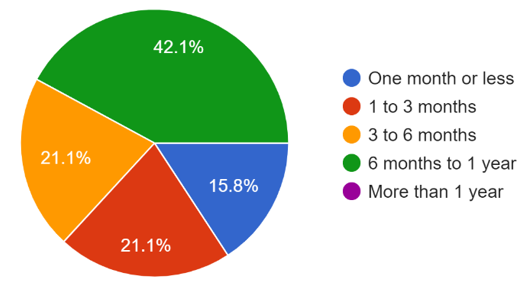 42.1%
21.1%
15.8%
21.1%
One month or less
1 to 3 months
3 to 6 months
6 months to 1 year
More than 1 year